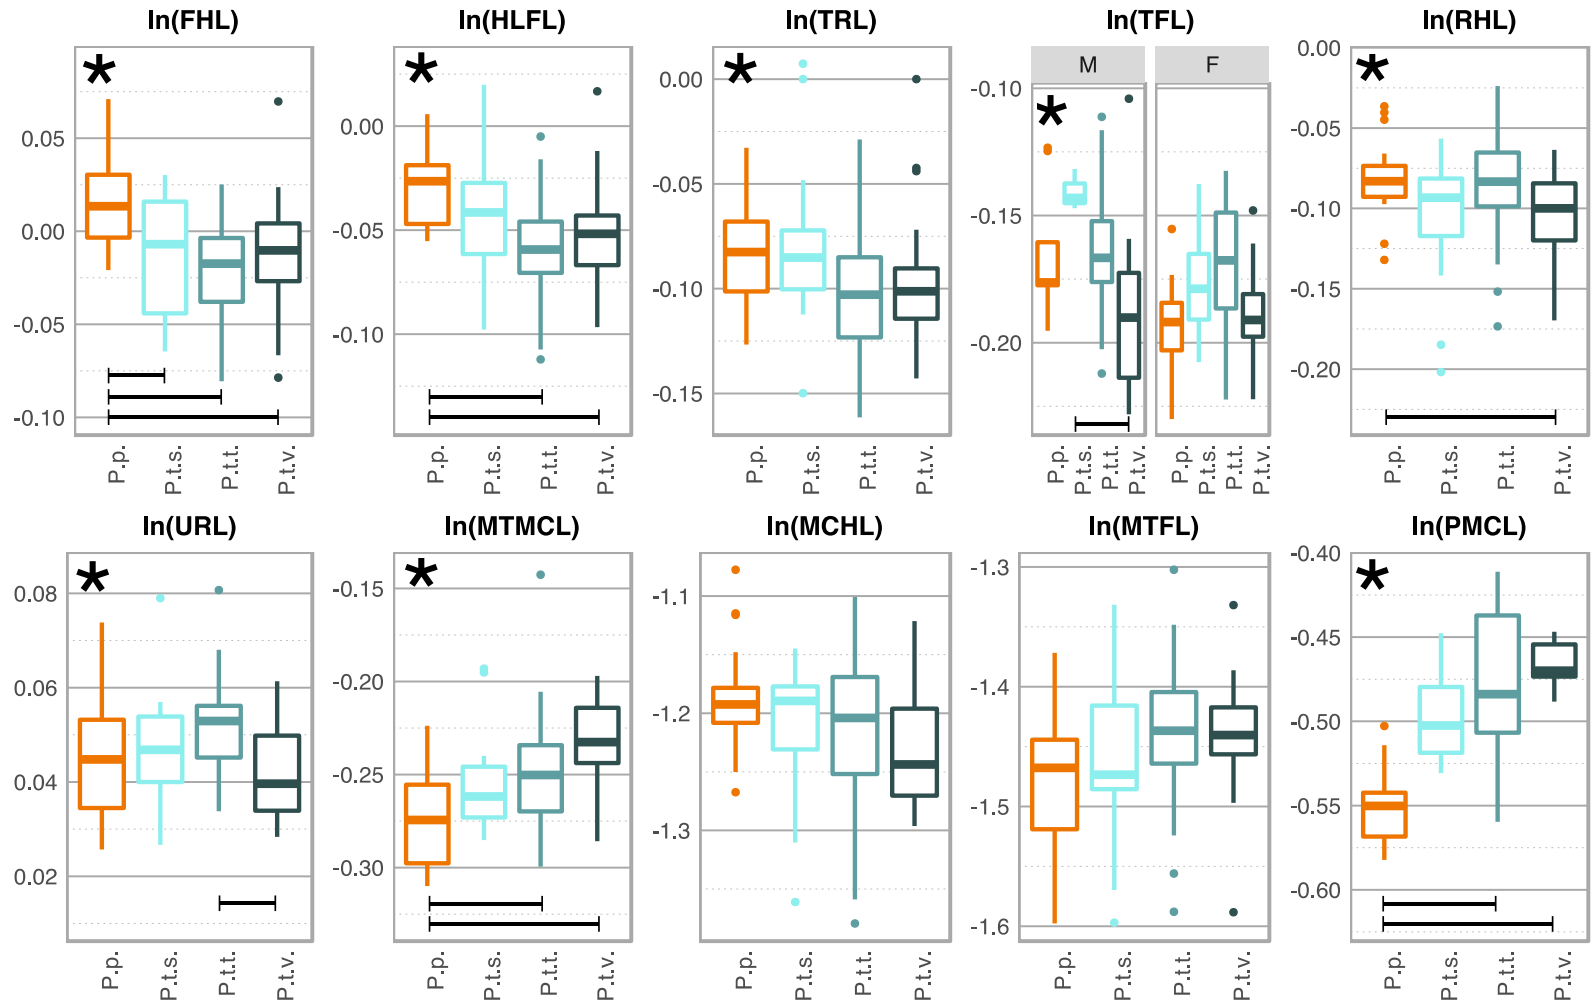 ln(FHL) ln(HLFL) ln(TRL) ln(TFL) ln(RHL)
* * * M F *
*
0.05 0.00 -0.05 -0.10
0.00 -0.05 -0.10
0.00 -0.05 -0.10 -0.15
-0.10 -0.15 -0.20
0.00 -0.05 -0.10 -0.15 -0.20
P.p. P.t.s. P.t.t. P.t.v. P.p. P.t.s. P.t.t. P.t.v. P.p. P.t.s. P.t.t. P.t.v. P.p. P.t.s. P.t.t. P.t.v. P.p. P.t.s. P.t.t. P.t.v. P.p. P.t.s. P.t.t. P.t.v.
ln(URL) ln(MTMCL) ln(MCHL) ln(MTFL) ln(PMCL)
* * *
0.08 0.06 0.04 0.02
-0.15 -0.20 -0.25 -0.30
-1.1 -1.2 -1.3
-1.3 -1.4 -1.5 -1.6
-0.40 -0.45 -0.50 -0.55 -0.60
P.p. P.t.s. P.t.t. P.t.v. P.p. P.t.s. P.t.t. P.t.v. P.p. P.t.s. P.t.t. P.t.v. P.p. P.t.s. P.t.t. P.t.v. P.p. P.t.s. P.t.t. P.t.v.